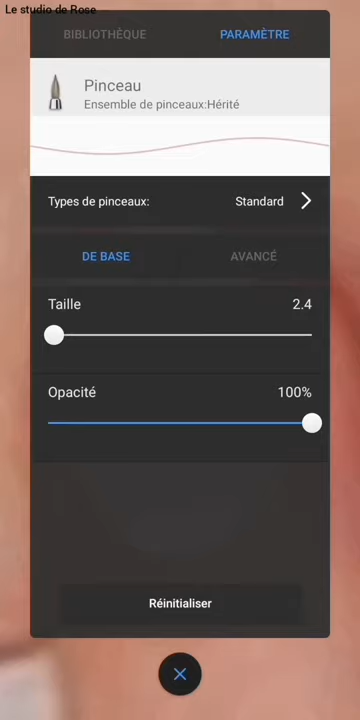 Le studio de Rose
BIBLIOTHÈQUE PARAMÈTRE
Pinceau
Ensemble de pinceaux:Hérité
Types de pinceaux: Standard
DE BASE AVANCÉ
Taille 2.4
Opacité 100%
Réinitialiser